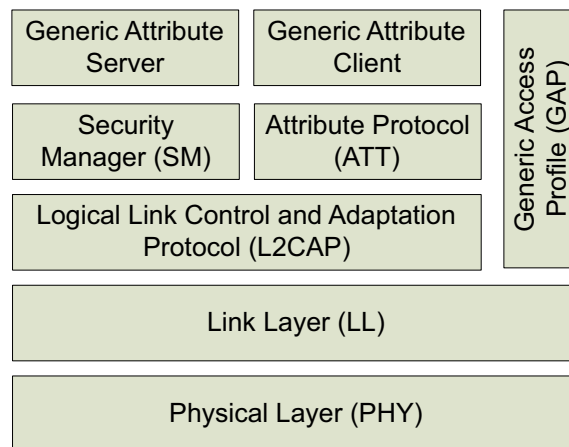 Generic Attribute
Server
Generic Attribute
Client
Generic Access
Profile (GAP)
Security
Manager (SM)
Attribute Protocol
(ATT)
Logical Link Control and Adaptation
Protocol (L2CAP)
Link Layer (LL)
Physical Layer (PHY)